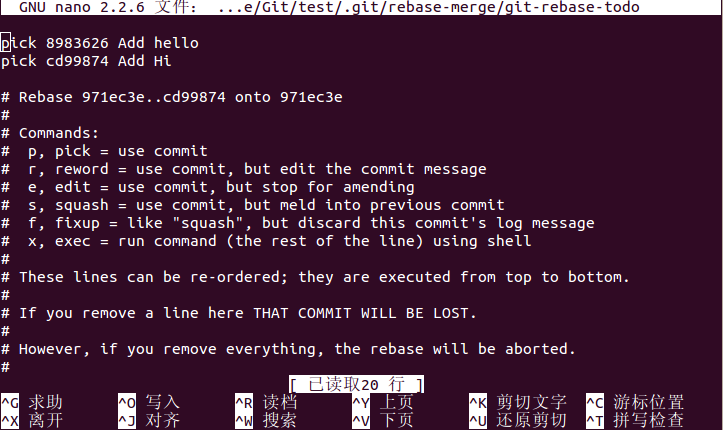 GNU nano 2.2.6 文件： ...e/Git/test/.git/rebase-merge/git-rebase-todo
pick 8983626 Add hello
pick cd99874 Add Hi
# Rebase 971ec3e..cd99874 onto 971ec3e
#
# Commands:
#  p, pick = use commit
#  r, reword = use commit, but edit the commit message
#  e, edit = use commit, but stop for amending
#  s, squash = use commit, but meld into previous commit
#  f, fixup = like "squash", but discard this commit's log message
#  x, exec = run command (the rest of the line) using shell
#
# These lines can be re-ordered; they are executed from top to bottom.
#
# If you remove a line here THAT COMMIT WILL BE LOST.
#
# However, if you remove everything, the rebase will be aborted.
#
[ 已读取20 行 ]
^G 求助 ^O 写入 ^R 读档 ^Y 上页 ^K 剪切文字 ^C 游标位置
^X 离开 ^J 对齐 ^W 搜索 ^V 下页 ^U 还原剪切 ^T 拼写检查